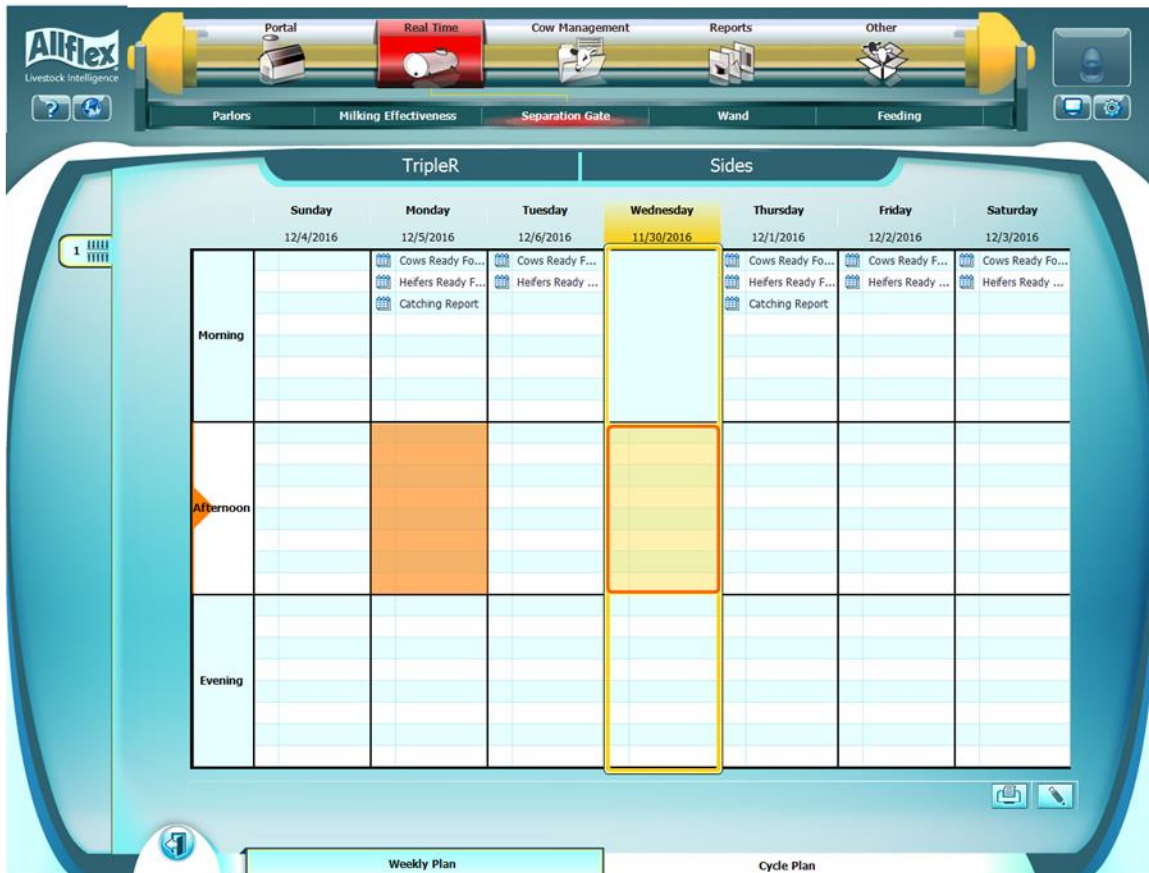 Allflex
Livestock Intelligence
Portal Real Time Cow Management Reports Other
Parlors Milking Effectiveness Separation Gate Wand Feeding
TripleR Sides
Sunday Monday Tuesday Wednesday Thursday Friday Saturday
12/4/2016 12/5/2016 12/6/2016 11/30/2016 12/1/2016 12/2/2016 12/3/2016
1
Cows Ready Fo... Cows Ready F... Cows Ready Fo... Cows Ready F... Cows Ready Fo...
Heifers Ready F... Heifers Ready ... Heifers Ready F... Heifers Ready ... Heifers Ready ...
Catching Report Catching Report
Morning
Afternoon
Evening
Weekly Plan Cycle Plan